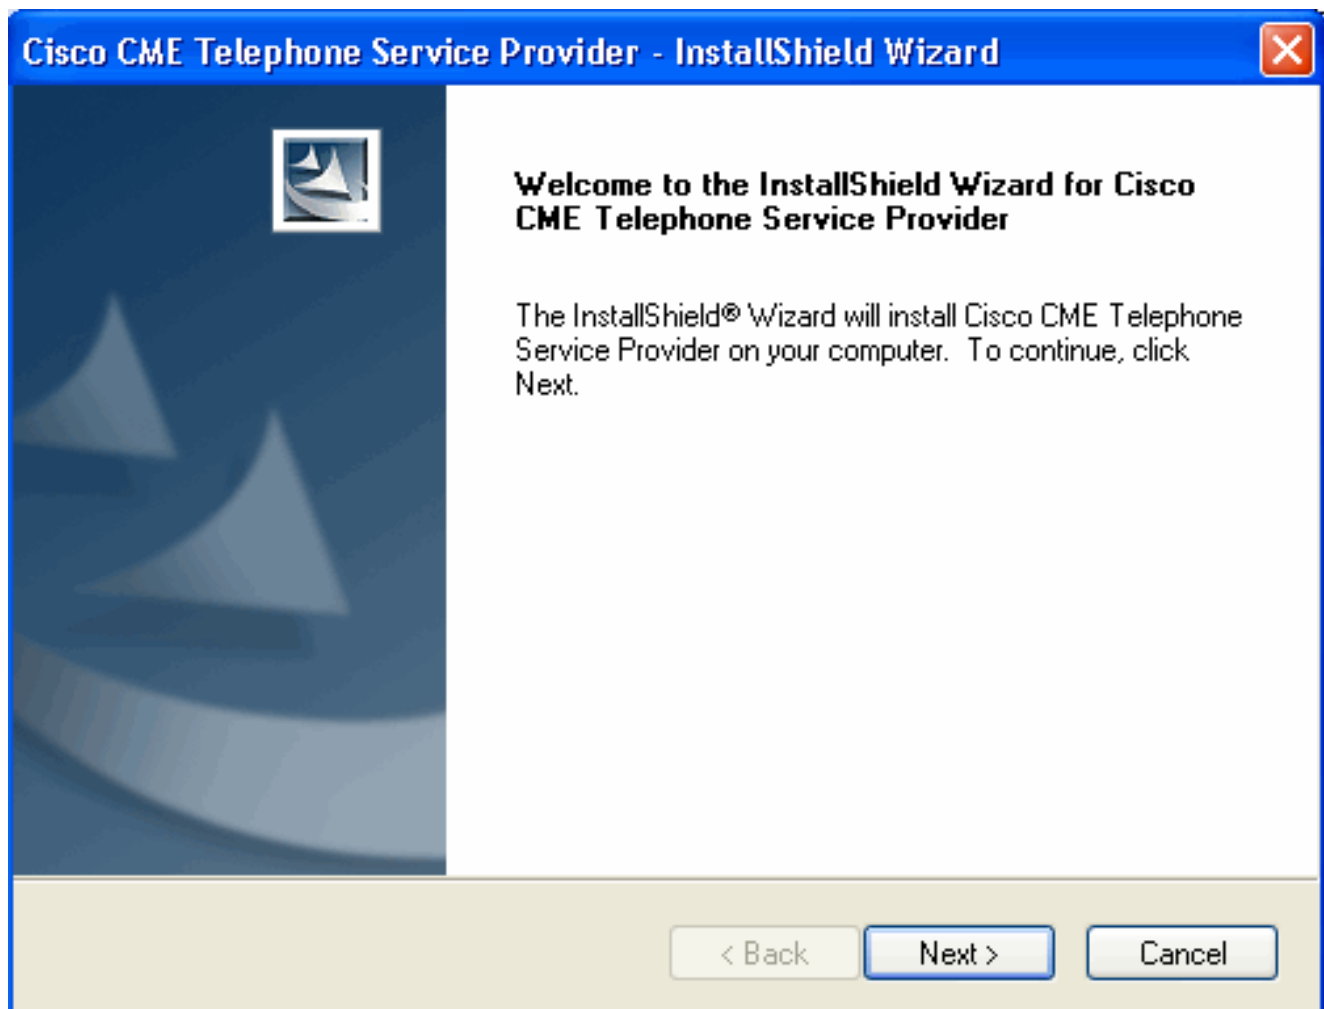 Cisco CME Telephone Service Provider - InstallShield Wizard
Welcome to the InstallShield Wizard for Cisco
CME Telephone Service Provider
The InstallShield® Wizard will install Cisco CME Telephone
Service Provider on your computer.  To continue, click
Next.
< Back
Next >
Cancel